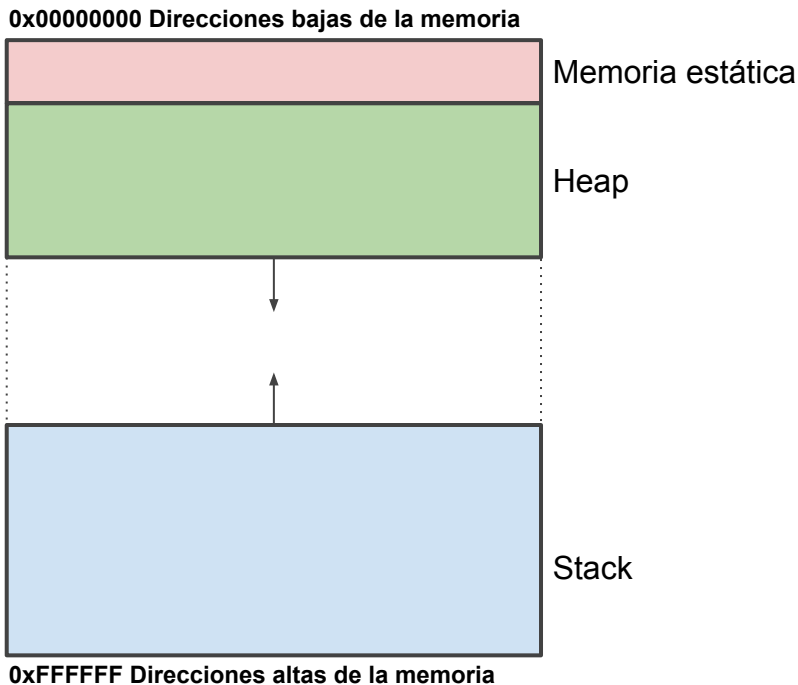 0x00000000 Direcciones bajas de la memoria
Memoria estática
Heap
Stack
0xFFFFFF Direcciones altas de la memoria